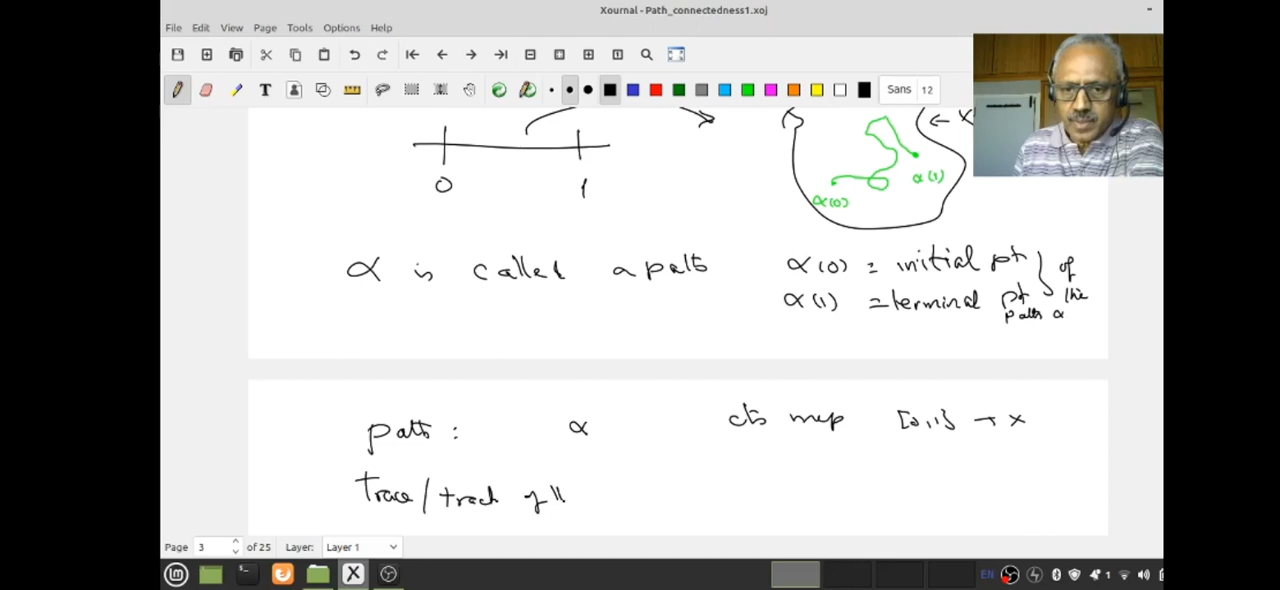 Xournal - Path_connectedness1.xoj
File Edit View Page Tools Options Help
Sans 12
0 1
α(0) α(1)
← X
α is called a path
α(0) = initial pt
α(1) = terminal pt
of the path α
path : α cts map [0,1] → X
Trace / track of
Page 3 of 25 Layer: Layer 1
EN 1